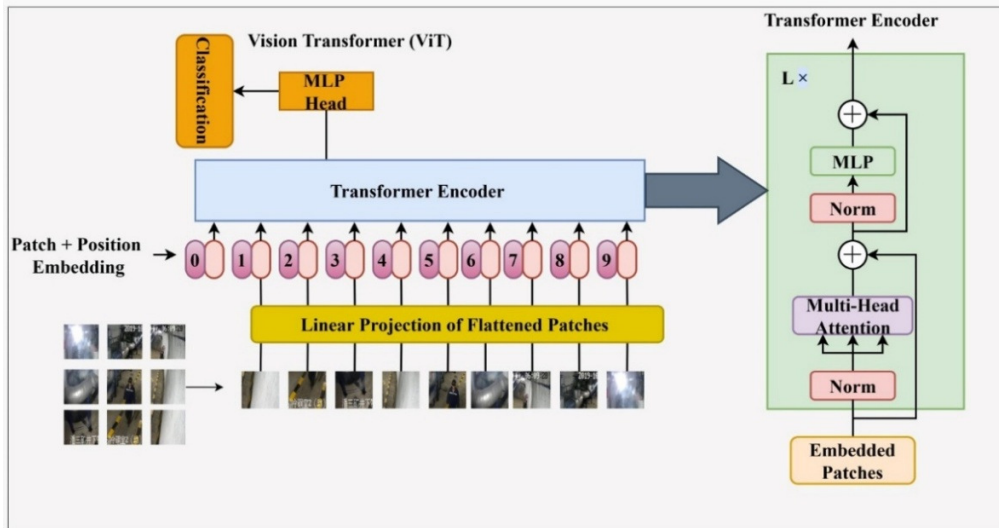 Transformer Encoder
Vision Transformer (ViT)
Classification
MLP
Head
L ×
MLP
Norm
Transformer Encoder
Patch + Position
Embedding
0 1 2 3 4 5 6 7 8 9
Multi-Head
Attention
Linear Projection of Flattened Patches
Norm
Embedded
Patches